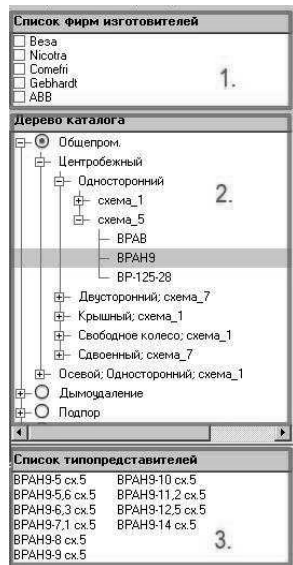 Список фирм изготовителей
Веза
Nicotra
Comefri
Gebhardt
ABB
1.
Дерево каталога
Общепром.
Центробежный
Односторонний
схема_1
схема_5
ВРАВ
ВРАН9
ВР-125-28
Двусторонний; схема_7
Крышный; схема_1
Свободное колесо; схема_1
Сдвоенный; схема_7
Осевой; Односторонний; схема_1
Дымоудаление
Подпор
2.
Список типопредставителей
ВРАН9-5 сх.5 ВРАН9-10 сх.5
ВРАН9-5,6 сх.5 ВРАН9-11,2 сх.5
ВРАН9-6,3 сх.5 ВРАН9-12,5 сх.5
ВРАН9-7,1 сх.5 ВРАН9-14 сх.5
ВРАН9-8 сх.5
ВРАН9-9 сх.5
3.